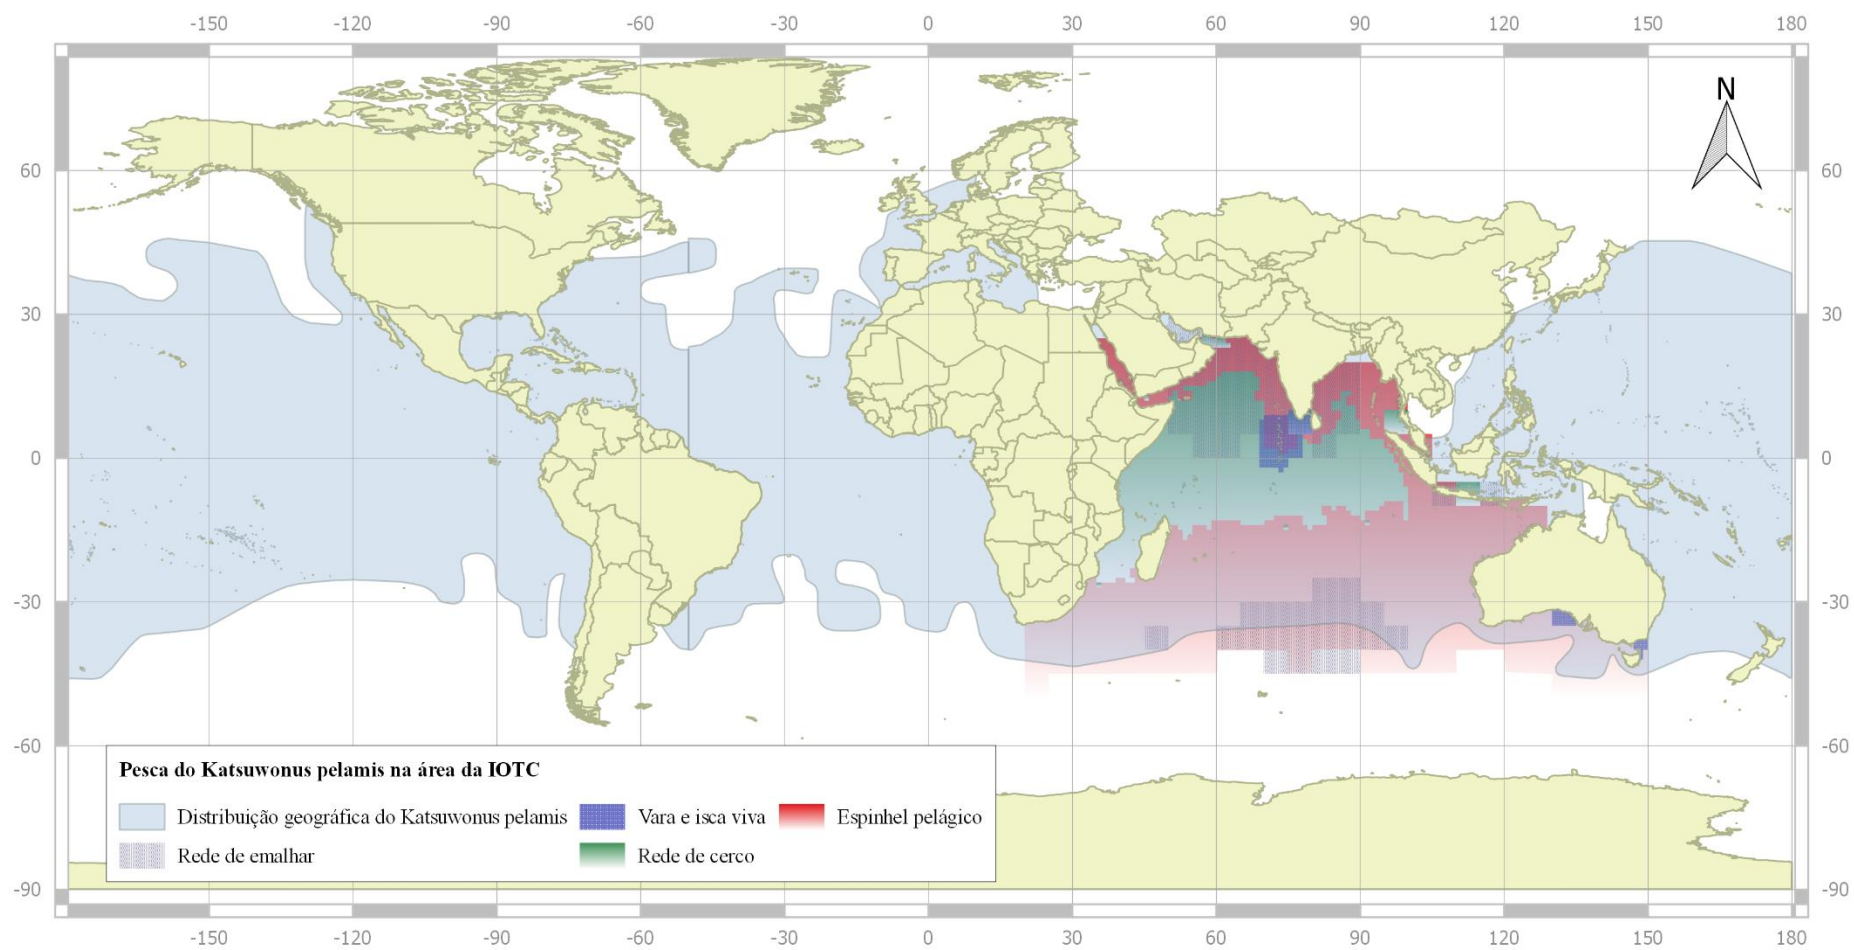 -150 -120 -90 -60 -30 0 30 60 90 120 150 180
N
60 60
30 30
0 0
-30 -30
-60 -60
Pesca do Katsuwonus pelamis na área da IOTC
Distribuição geográfica do Katsuwonus pelamis Vara e isca viva Espinhel pelágico
Rede de emalhar Rede de cerco
-90 -90
-150 -120 -90 -60 -30 0 30 60 90 120 150 180